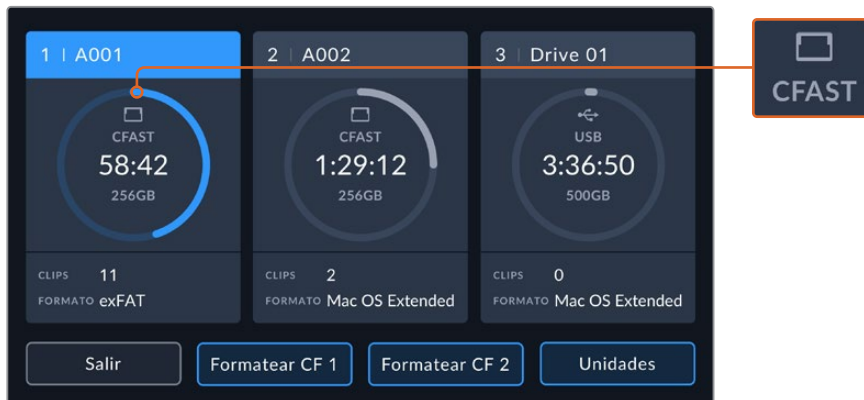 1 | A001
CFAST
58:42
256GB
CLIPS 11
FORMATO exFAT
2 | A002
CFAST
1:29:12
256GB
CLIPS 2
FORMATO Mac OS Extended
3 | Drive 01
USB
3:36:50
500GB
CLIPS 0
FORMATO Mac OS Extended
Salir
Formatear CF 1
Formatear CF 2
Unidades
CFAST